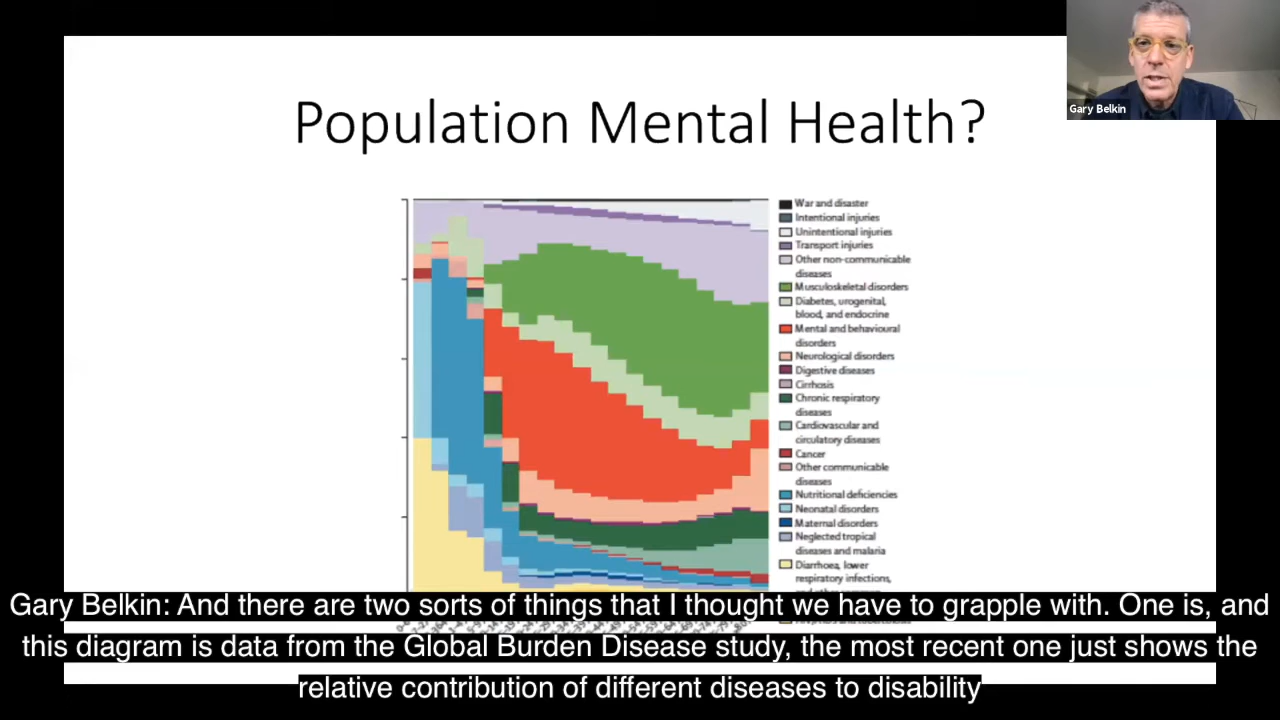 Gary Belkin
Population Mental Health?
War and disaster
Intentional injuries
Unintentional injuries
Transport injuries
Other non-communicable
diseases
Musculoskeletal disorders
Diabetes, urogenital,
blood, and endocrine
Mental and behavioural
disorders
Neurological disorders
Digestive diseases
Cirrhosis
Chronic respiratory
diseases
Cardiovascular and
circulatory diseases
Cancer
Other communicable
diseases
Nutritional deficiencies
Neonatal disorders
Maternal disorders
Neglected tropical
diseases and malaria
Diarrhoea, lower
respiratory infections,
Gary Belkin: And there are two sorts of things that I thought we have to grapple with. One is, and
this diagram is data from the Global Burden Disease study, the most recent one just shows the
relative contribution of different diseases to disability